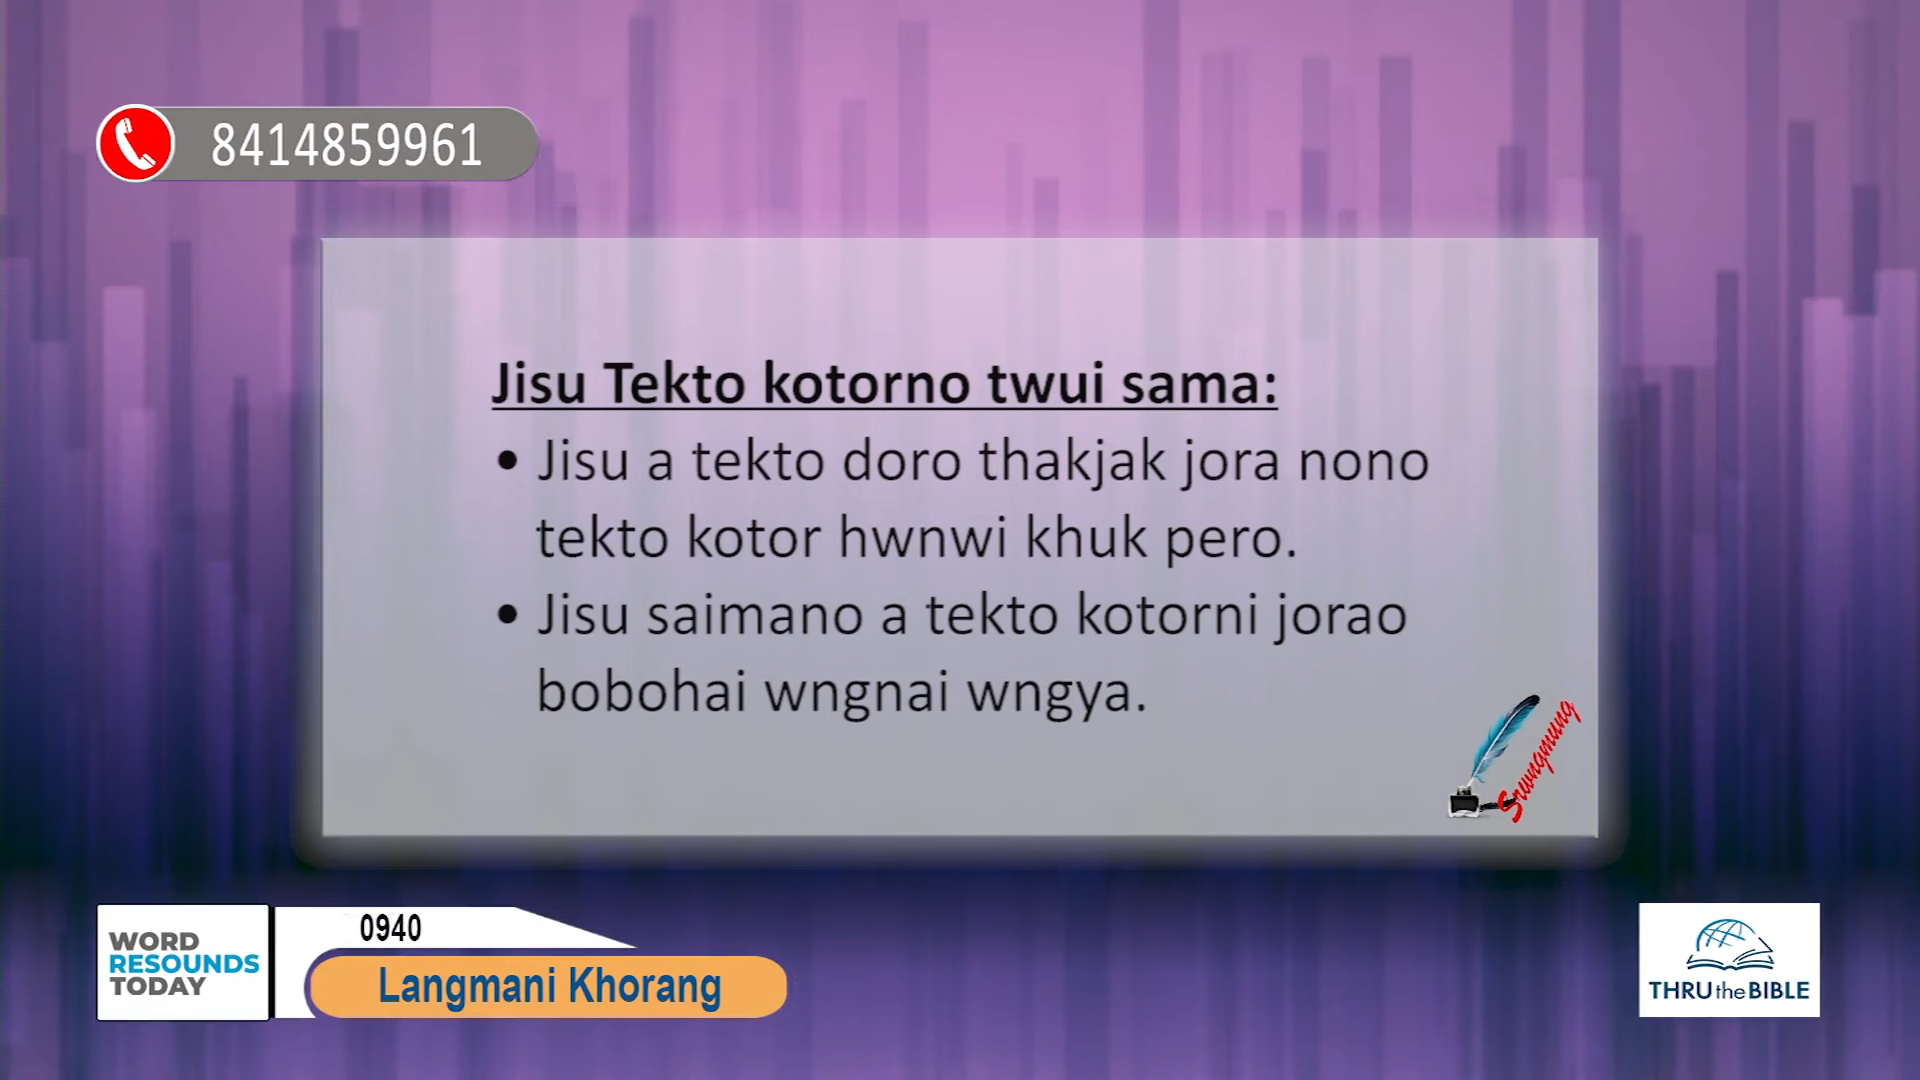 8414859961
Jisu Tekto kotorno twui sama:
• Jisu a tekto doro thakjak jora nono
tekto kotor hwnwi khuk pero.
• Jisu saimano a tekto kotorni jorao
bobohai wngnai wngya.
Srwngmung
WORD
RESOUNDS
TODAY
0940
Langmani Khorang
THRU the BIBLE